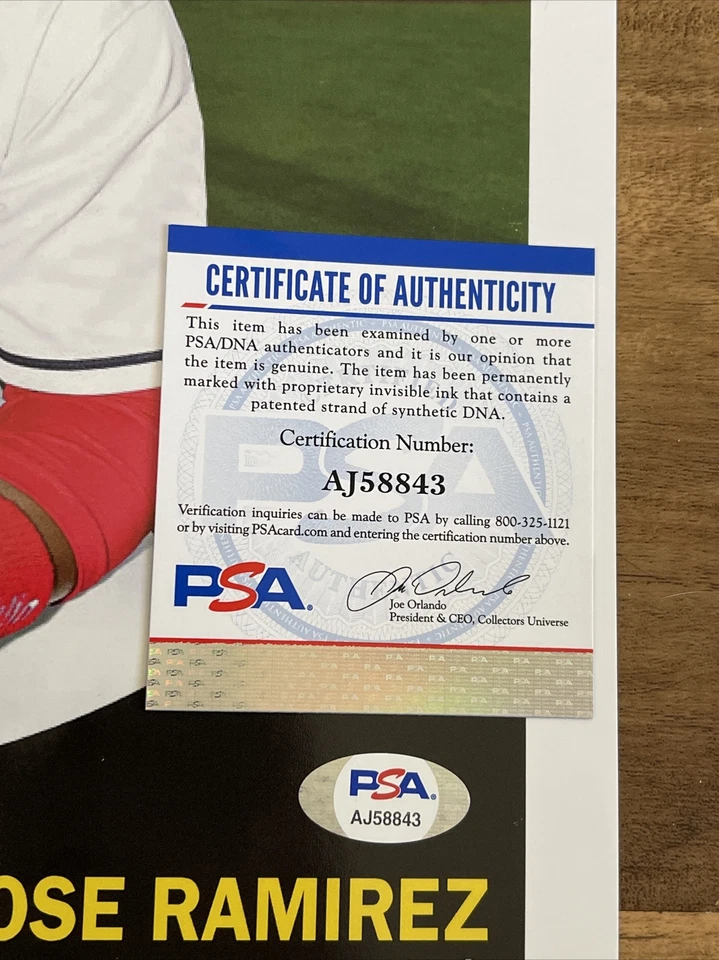 CERTIFICATE OF AUTHENTICITY
This item has been examined by one or more
PSA/DNA authenticators and it is our opinion that
the item is genuine. The item has been permanently
marked with proprietary invisible ink that contains a
patented strand of synthetic DNA.
Certification Number:
AJ58843
Verification inquiries can be made to PSA by calling 800-325-1121
or by visiting PSAcard.com and entering the certification number above.
PSA.
Joe Orlando
President & CEO, Collectors Universe
PSA.
AJ58843
OSE RAMIREZ